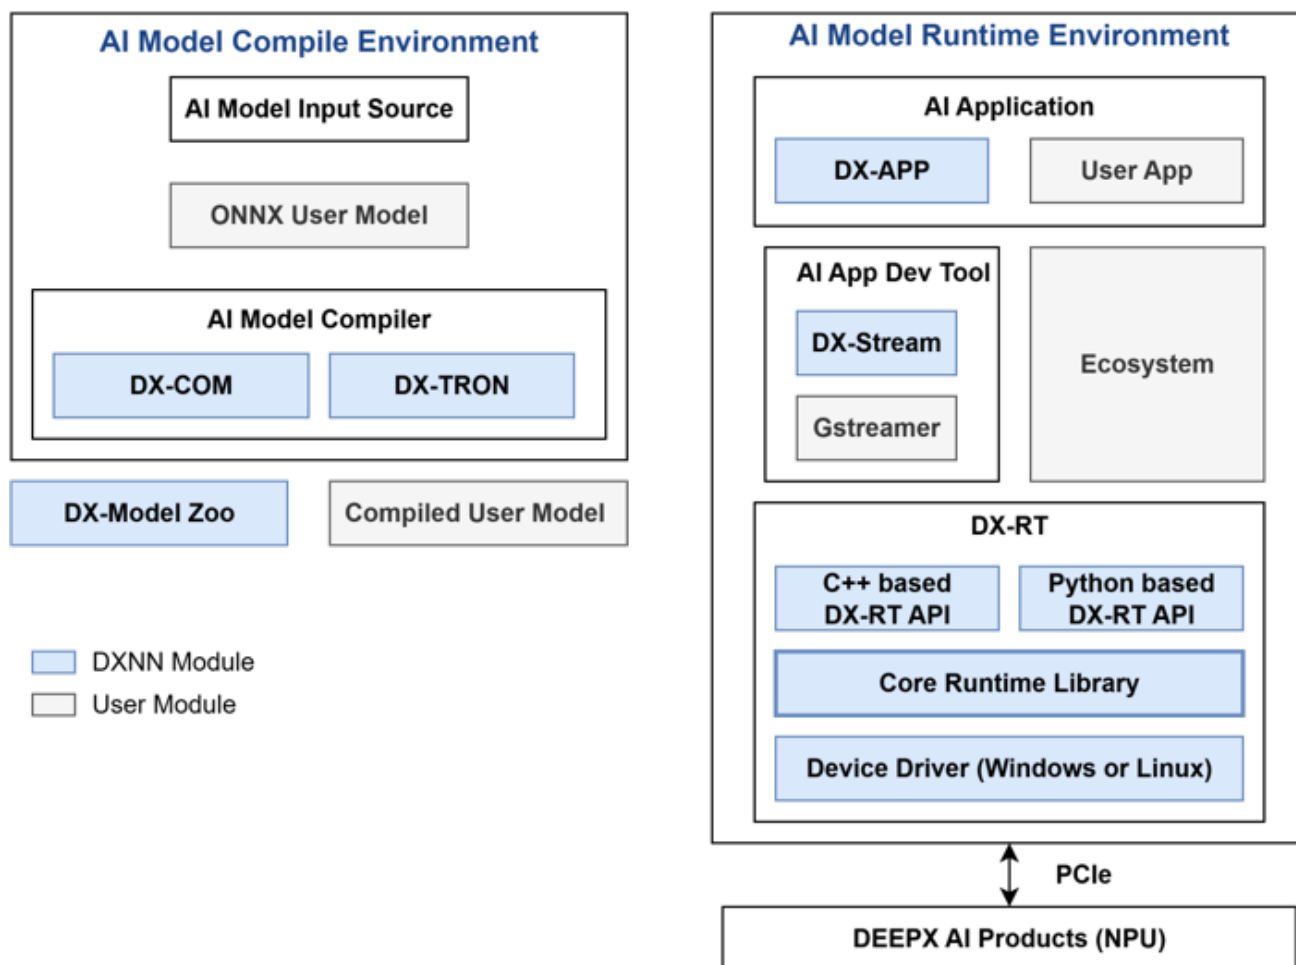 AI Model Compile Environment
AI Model Input Source
ONNX User Model
AI Model Compiler
DX-COM
DX-TRON
DX-Model Zoo
Compiled User Model
DXNN Module
User Module
AI Model Runtime Environment
AI Application
DX-APP
User App
AI App Dev Tool
DX-Stream
Gstreamer
Ecosystem
DX-RT
C++ based
DX-RT API
Python based
DX-RT API
Core Runtime Library
Device Driver (Windows or Linux)
PCIe
DEEPX AI Products (NPU)